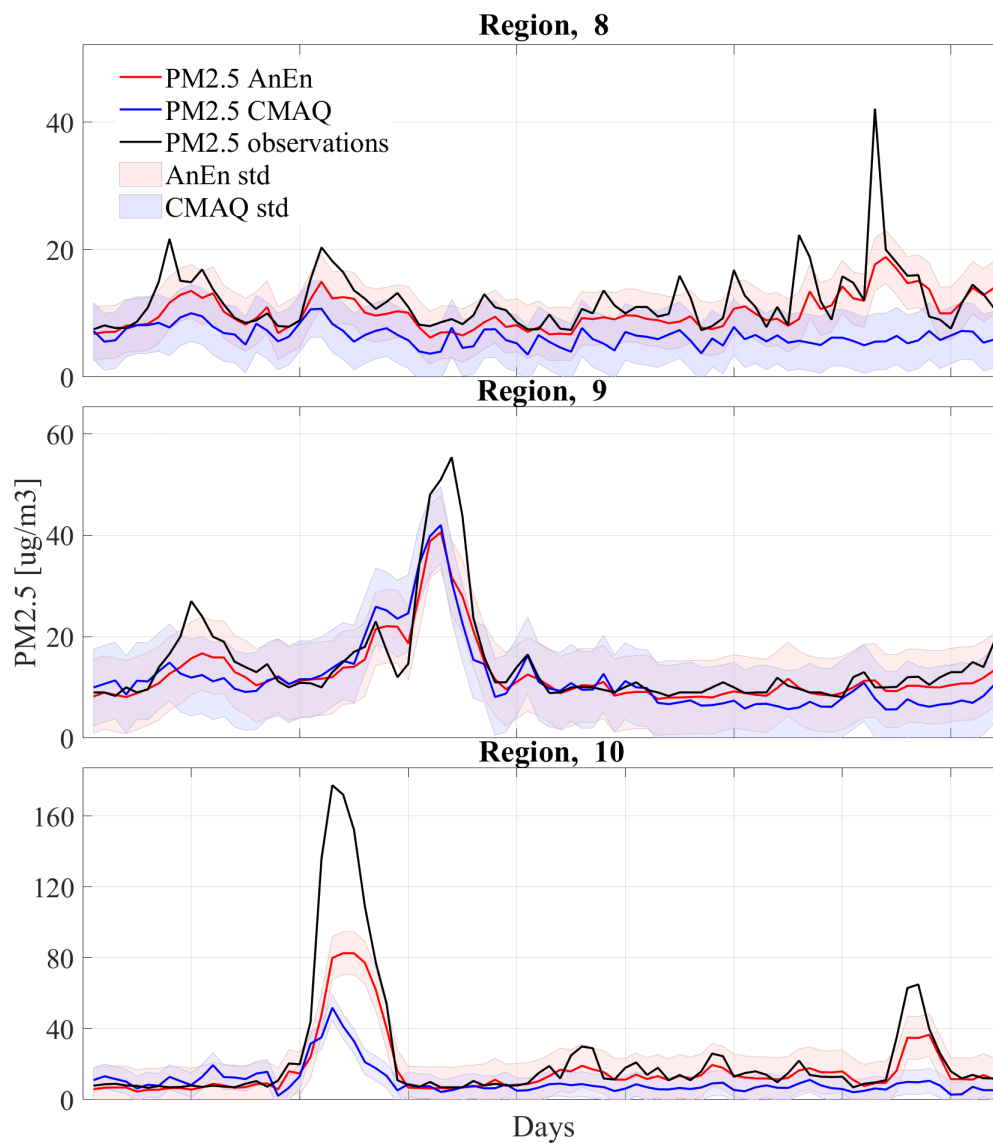 Region, 8
PM2.5 AnEn
PM2.5 CMAQ
PM2.5 observations
AnEn std
CMAQ std
40
20
0
Region, 9
60
40
20
0
PM2.5 [ug/m3]
Region, 10
160
120
80
40
0
Days